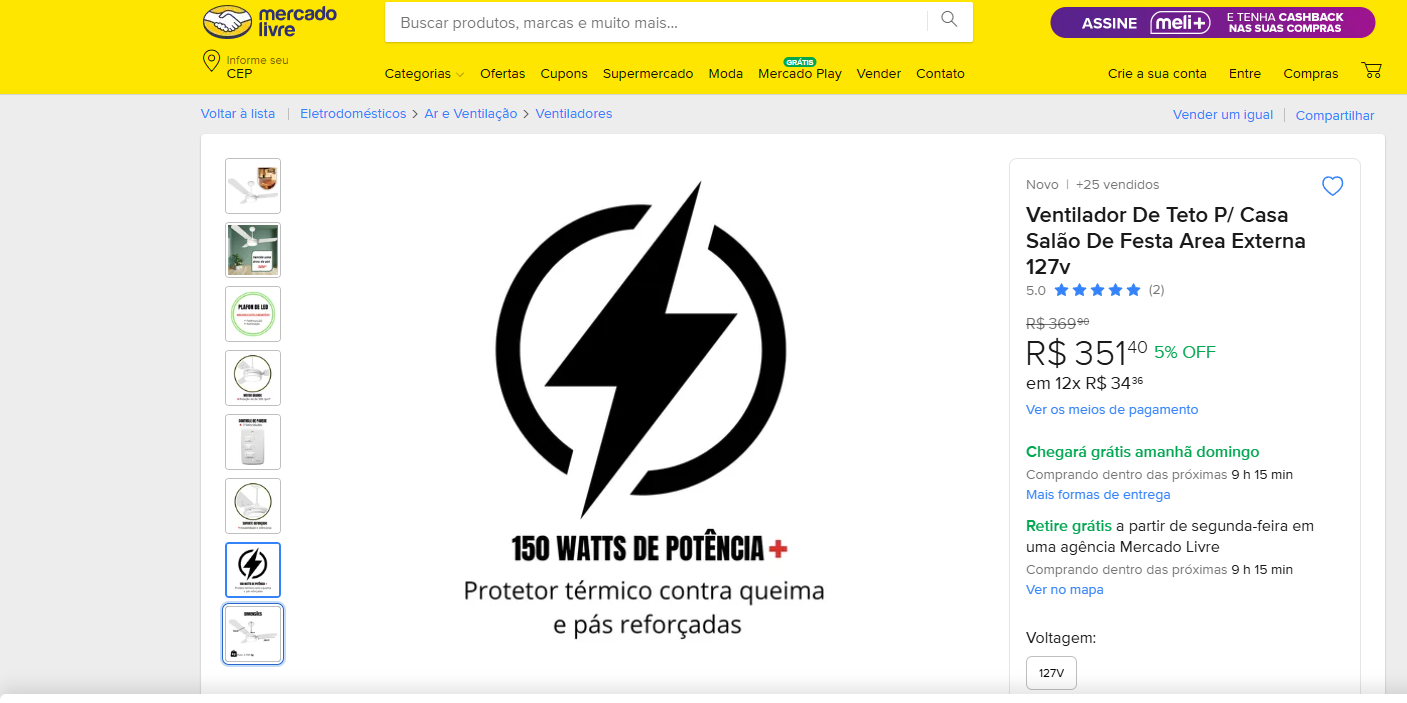 mercado
livre
Buscar produtos, marcas e muito mais...
ASSINE meli+ E TENHA CASHBACK
NAS SUAS COMPRAS
Informe seu
CEP
GRÁTIS
Categorias Ofertas Cupons Supermercado Moda Mercado Play Vender Contato
Crie a sua conta Entre Compras
Voltar à lista | Eletrodomésticos > Ar e Ventilação > Ventiladores
Vender um igual | Compartilhar
PLAFON DE LED
DIMENSÕES
150 WATTS DE POTÊNCIA +
Protetor térmico contra queima
e pás reforçadas
Novo | +25 vendidos
Ventilador De Teto P/ Casa
Salão De Festa Area Externa
127v
5.0 (2)
R$ 369 90
R$ 351 40 5% OFF
em 12x R$ 34 36
Ver os meios de pagamento
Chegará grátis amanhã domingo
Comprando dentro das próximas 9 h 15 min
Mais formas de entrega
Retire grátis a partir de segunda-feira em
uma agência Mercado Livre
Comprando dentro das próximas 9 h 15 min
Ver no mapa
Voltagem:
127V